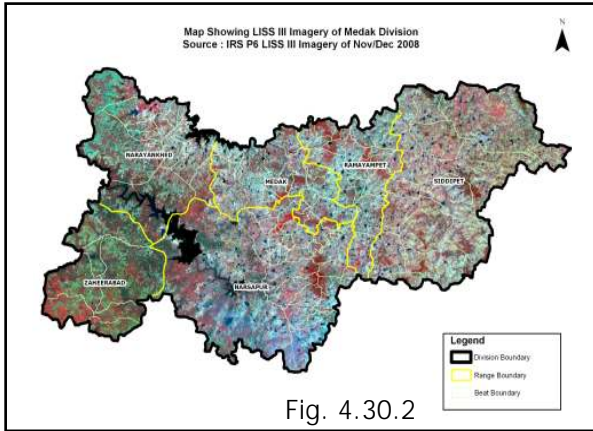 Map Showing LISS III Imagery of Medak Division
Source : IRS P6 LISS III Imagery of Nov/Dec 2008
N
NARAYANKHED
MEDAK
RAMAYAMPET
SIDDIPET
ZAHEERABAD
NARSAPUR
Legend
Division Boundary
Range Boundary
Beat Boundary
Fig. 4.30.2